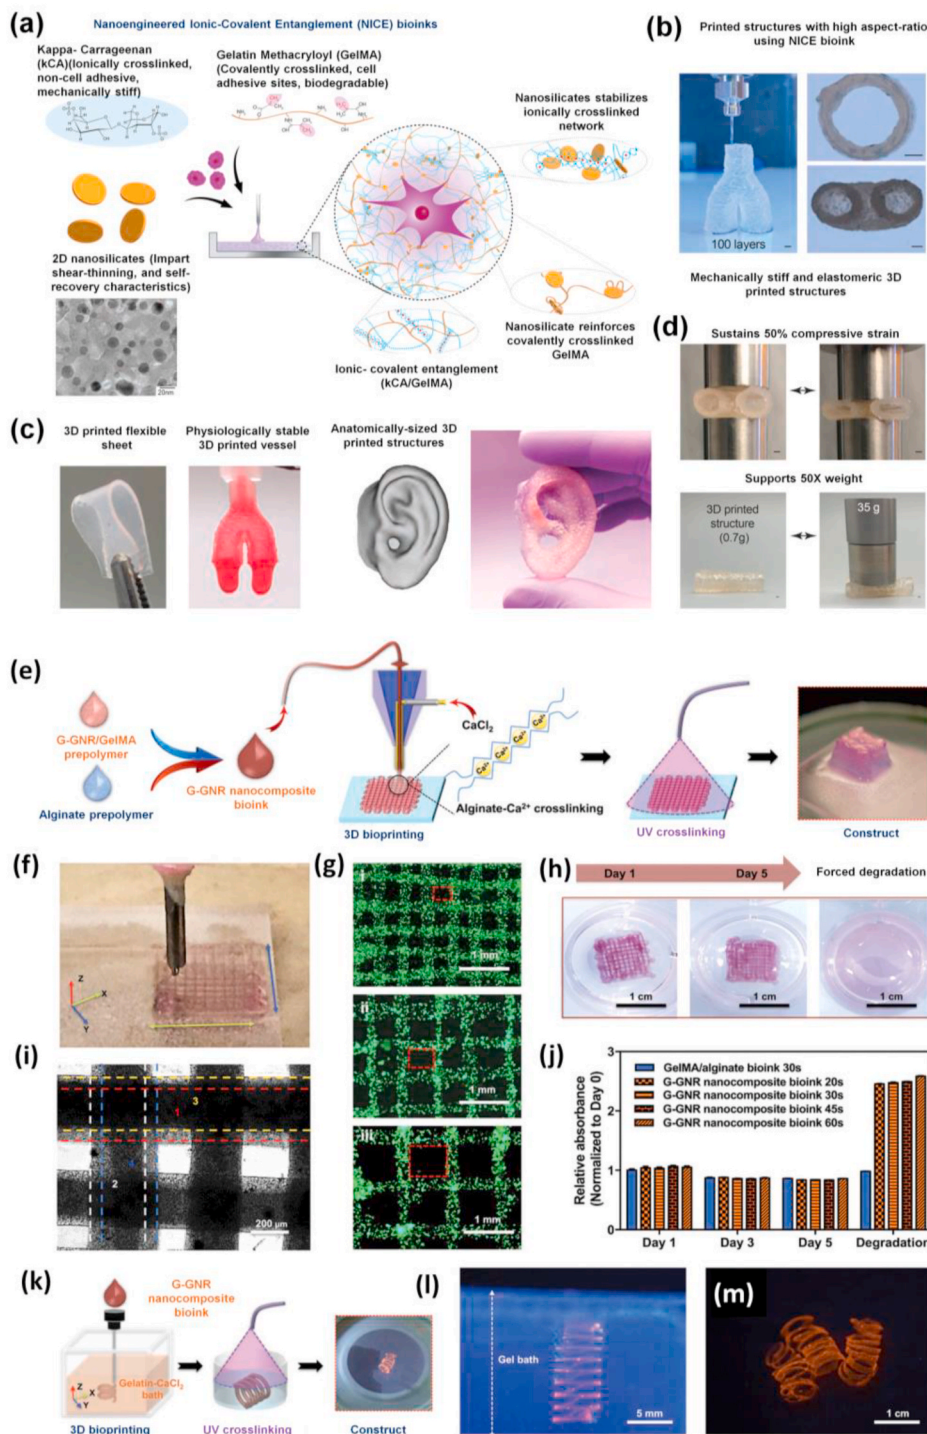 (a)
Nanoengineered Ionic-Covalent Entanglement (NICE) bioinks
Kappa- Carrageenan
(kCA)(Ionically crosslinked,
non-cell adhesive,
mechanically stiff)
Gelatin Methacryloyl (GelMA)
(Covalently crosslinked, cell
adhesive sites, biodegradable)
2D nanosilicates (Impart
shear-thinning, and self-
recovery characteristics)
20nm
Nanosilicates stabilizes
ionically crosslinked
network
Nanosilicate reinforces
covalently crosslinked
GelMA
Ionic- covalent entanglement
(kCA/GelMA)
(b)
Printed structures with high aspect-ratio
using NICE bioink
100 layers
Mechanically stiff and elastomeric 3D
printed structures
(c)
3D printed flexible
sheet
Physiologically stable
3D printed vessel
Anatomically-sized 3D
printed structures
(d)
Sustains 50% compressive strain
Supports 50X weight
3D printed
structure
(0.7g)
35 g
(e)
G-GNR/GelMA
prepolymer
Alginate prepolymer
G-GNR nanocomposite
bioink
CaCl₂
Ca²⁺
Ca²⁺
Ca²⁺
Ca²⁺
Alginate-Ca²⁺ crosslinking
3D bioprinting
UV crosslinking
Construct
(f)
Z
X
Y
(g)
i
1 mm
ii
1 mm
iii
1 mm
(h)
Day 1
Day 5
Forced degradation
1 cm
1 cm
1 cm
(i)
1
2
3
4
200 µm
(j)
Relative absorbance
(Normalized to Day 0)
3
2
1
0
GelMA/alginate bioink 30s
G-GNR nanocomposite bioink 20s
G-GNR nanocomposite bioink 30s
G-GNR nanocomposite bioink 45s
G-GNR nanocomposite bioink 60s
Day 1
Day 3
Day 5
Degradation
(k)
G-GNR
nanocomposite
bioink
Gelatin-CaCl₂
bath
Z
X
Y
3D bioprinting
UV crosslinking
Construct
(l)
Gel bath
5 mm
(m)
1 cm